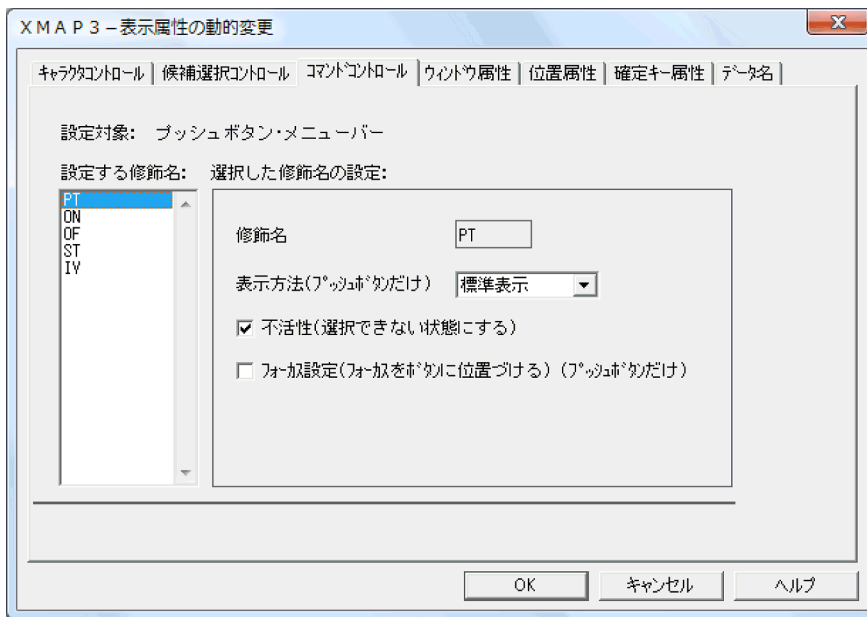 XMAP3－表示属性の動的変更
ｷｬﾗｸﾀｺﾝﾄﾛｰﾙ 候補選択ｺﾝﾄﾛｰﾙ ｺﾏﾝﾄﾞｺﾝﾄﾛｰﾙ ｳｨﾝﾄﾞｳ属性 位置属性 確定キー属性 ﾃﾞｰﾀ名
設定対象: プッシュボタン・メニューバー
設定する修飾名: 選択した修飾名の設定:
PT
ON
OF
ST
IV
修飾名 PT
表示方法(ﾌﾟｯｼｭﾎﾞﾀﾝだけ) 標準表示
不活性(選択できない状態にする)
ﾌｫｰｶｽ設定(ﾌｫｰｶｽをﾎﾞﾀﾝに位置づける) (ﾌﾟｯｼｭﾎﾞﾀﾝだけ)
OK キャンセル ヘルプ